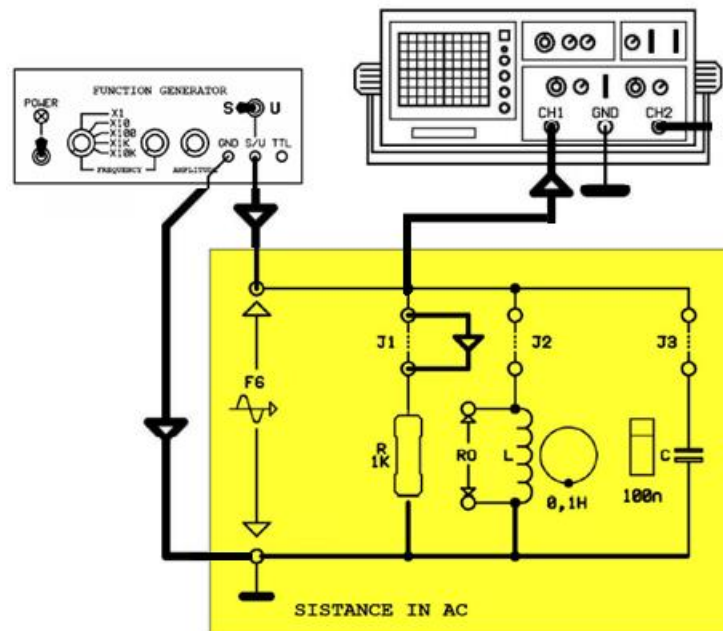 FUNCTION GENERATOR
POWER
S U
X1
X10
X100
X1K
X10K
GND S/U TTL
FREQUENCY
AMPLITUDE
CH1 GND CH2
J1
J2
J3
FG
R
1K
RO
L
0,1H
C
100n
SISTANCE IN AC